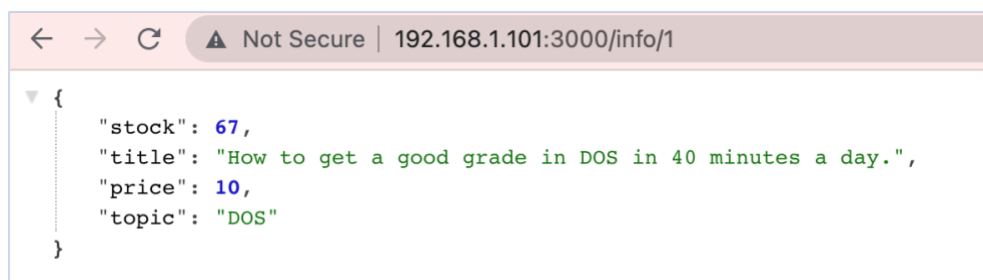 Not Secure | 192.168.1.101:3000/info/1
{
"stock": 67,
"title": "How to get a good grade in DOS in 40 minutes a day.",
"price": 10,
"topic": "DOS"
}